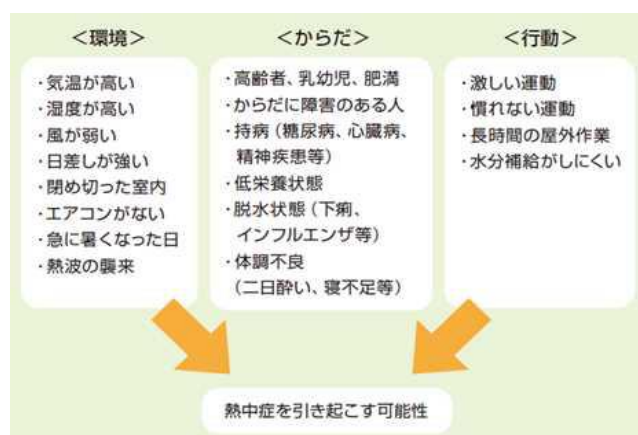 ＜環境＞
・気温が高い
・湿度が高い
・風が弱い
・日差しが強い
・閉め切った室内
・エアコンがない
・急に暑くなった日
・熱波の襲来
＜からだ＞
・高齢者、乳幼児、肥満
・からだに障害のある人
・持病（糖尿病、心臓病、
精神疾患等）
・低栄養状態
・脱水状態（下痢、
インフルエンザ等）
・体調不良
（二日酔い、寝不足等）
＜行動＞
・激しい運動
・慣れない運動
・長時間の屋外作業
・水分補給がしにくい
熱中症を引き起こす可能性